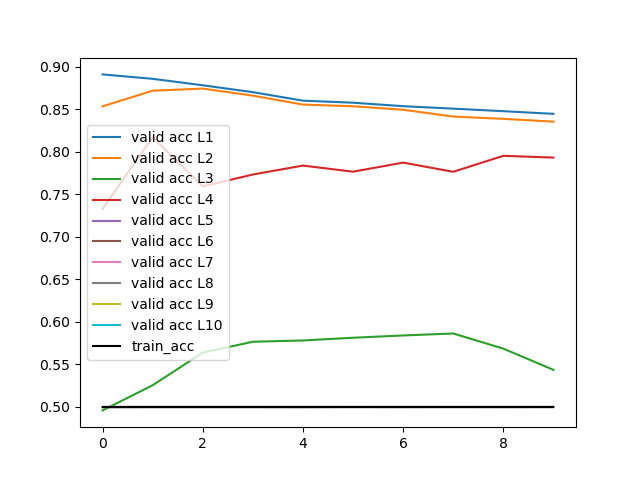 0.90
0.85
0.80
0.75
0.70
0.65
0.60
0.55
0.50
valid acc L1
valid acc L2
valid acc L3
valid acc L4
valid acc L5
valid acc L6
valid acc L7
valid acc L8
valid acc L9
valid acc L10
train_acc
0 2 4 6 8